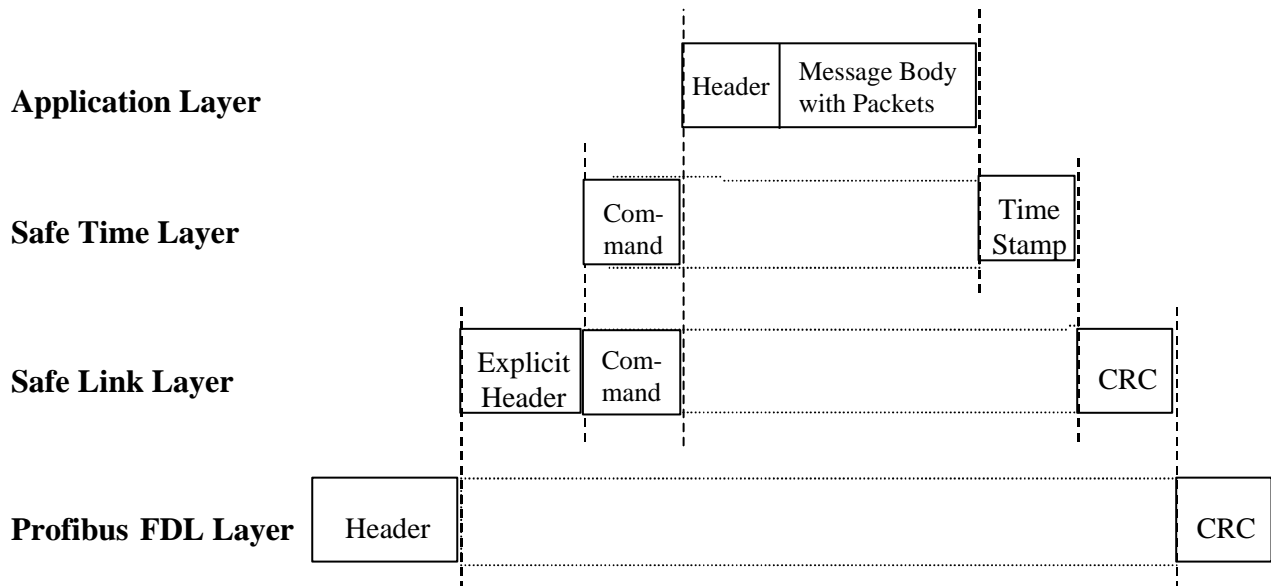 Application Layer
Header
Message Body
with Packets
Safe Time Layer
Com-
mand
Time
Stamp
Safe Link Layer
Explicit
Header
Com-
mand
CRC
Profibus FDL Layer
Header
CRC